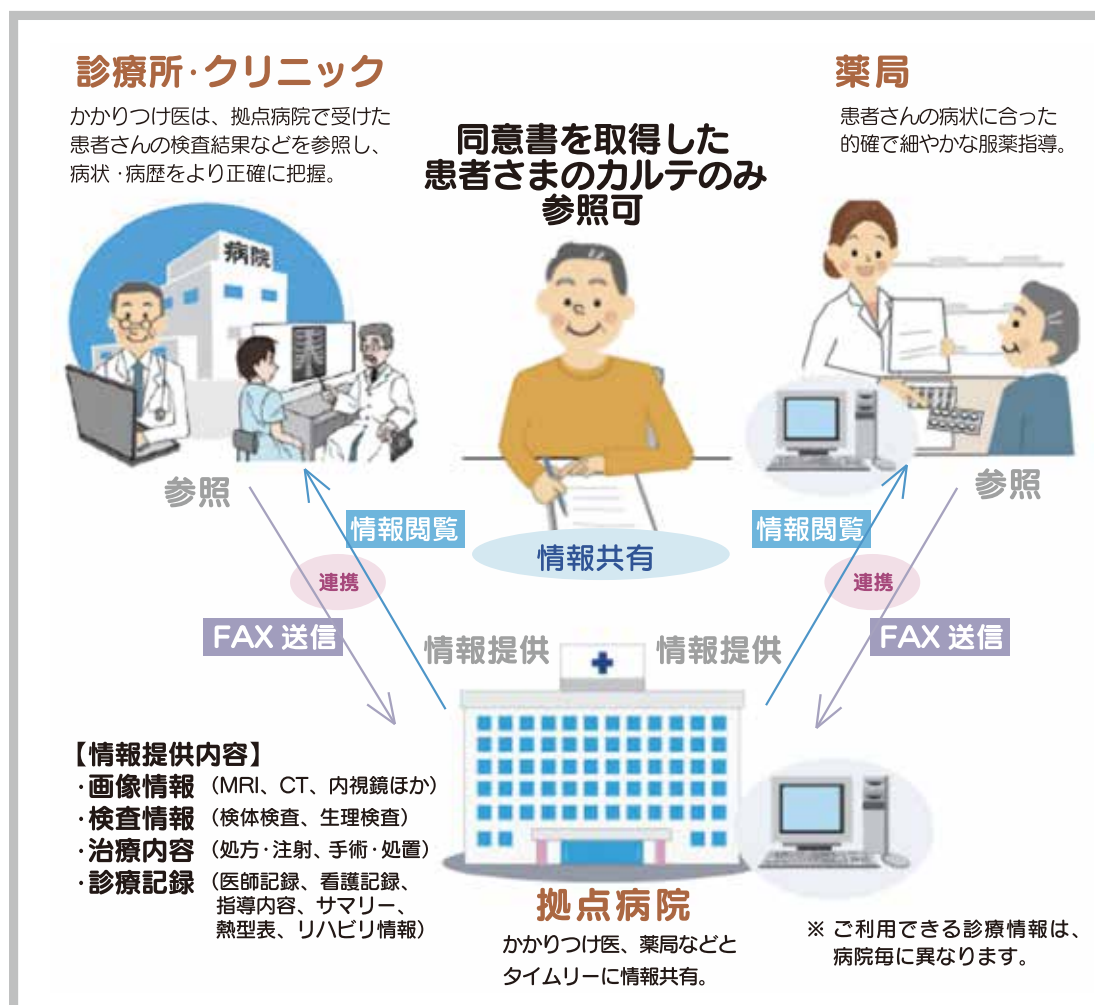 診療所・クリニック
かかりつけ医は、拠点病院で受けた
患者さんの検査結果などを参照し、
病状・病歴をより正確に把握。
同意書を取得した
患者さまのカルテのみ
参照可
薬局
患者さんの病状に合った
的確で細やかな服薬指導。
病院
参照
参照
情報閲覧
情報共有
情報閲覧
連携
連携
FAX 送信
FAX 送信
情報提供
情報提供
【情報提供内容】
・画像情報(MRI、CT、内視鏡ほか)
・検査情報(検体検査、生理検査)
・治療内容(処方・注射、手術・処置)
・診療記録(医師記録、看護記録、
指導内容、サマリー、
熱型表、リハビリ情報)
拠点病院
かかりつけ医、薬局などと
タイムリーに情報共有。
※ ご利用できる診療情報は、
病院毎に異なります。